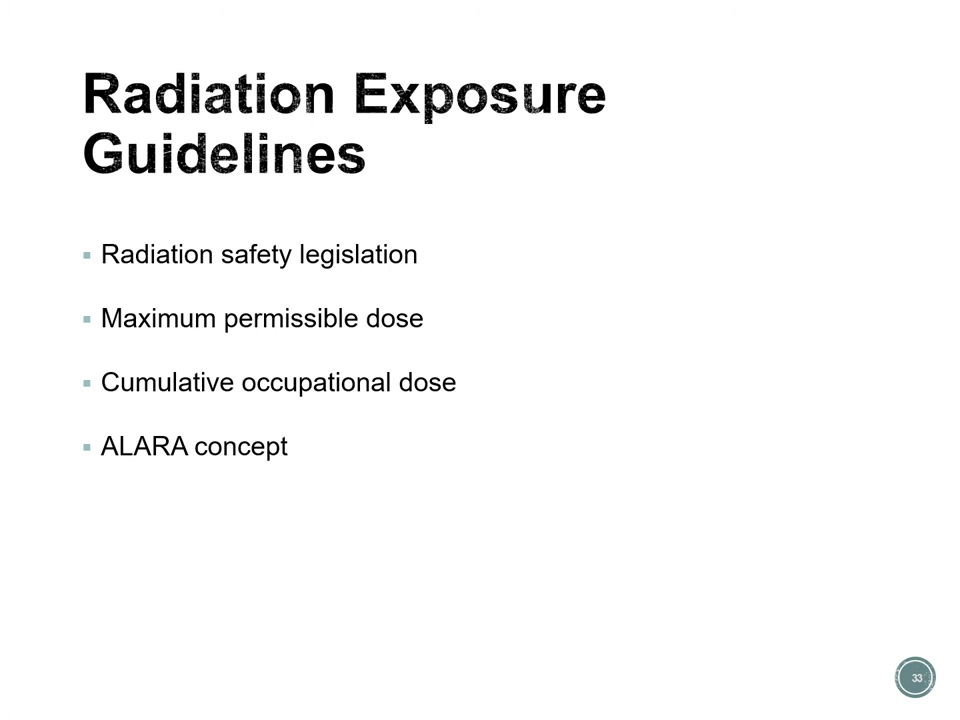 Radiation Exposure
Guidelines
▪ Radiation safety legislation
▪ Maximum permissible dose
▪ Cumulative occupational dose
▪ ALARA concept
33